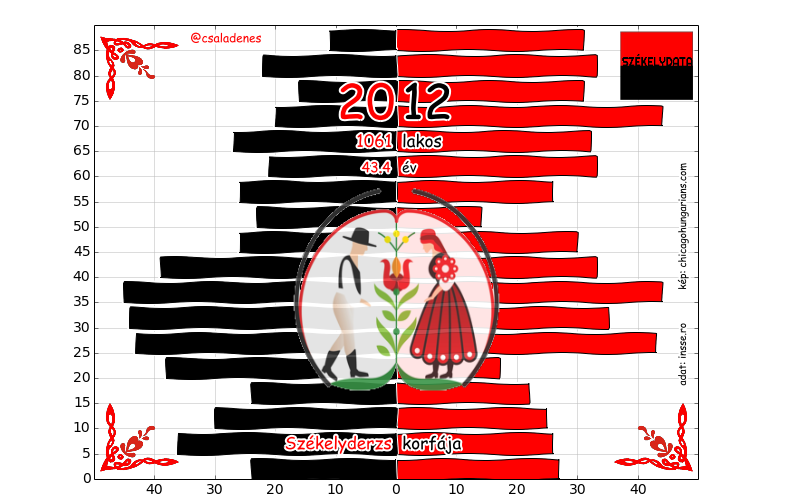 @csaladenes
SZÉKELYDATA
2012
1061 lakos
43.4 év
kép: chicagohungarians.com
adat: insse.ro
Székelyderzs korfája
85
80
75
70
65
60
55
50
45
40
35
30
25
20
15
10
5
0
40 30 20 10 0 10 20 30 40